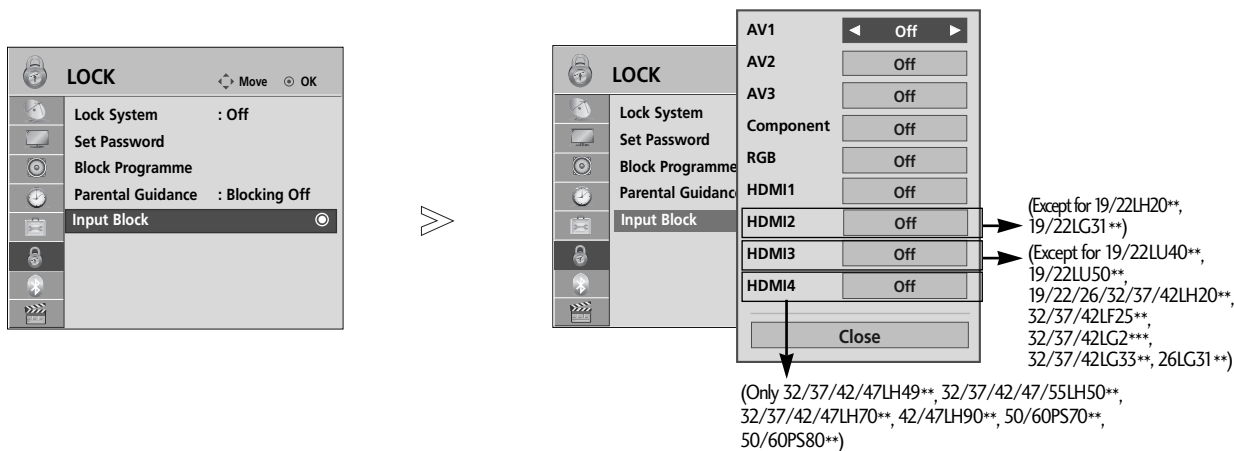 LOCK
Move OK
Lock System : Off
Set Password
Block Programme
Parental Guidance : Blocking Off
Input Block
LOCK
Lock System
Set Password
Block Programme
Parental Guidanc
Input Block
AV1 Off
AV2 Off
AV3 Off
Component Off
RGB Off
HDMI1 Off
HDMI2 Off
HDMI3 Off
HDMI4 Off
Close
(Except for 19/22LH20**,
19/22LG31**)
(Except for 19/22LU40**,
19/22LU50**,
19/22/26/32/37/42LH20**,
32/37/42LF25**,
32/37/42LG2***,
32/37/42LG33**, 26LG31**)
(Only 32/37/42/47LH49**, 32/37/42/47/55LH50**,
32/37/42/47LH70**, 42/47LH90**, 50/60PS70**,
50/60PS80**)